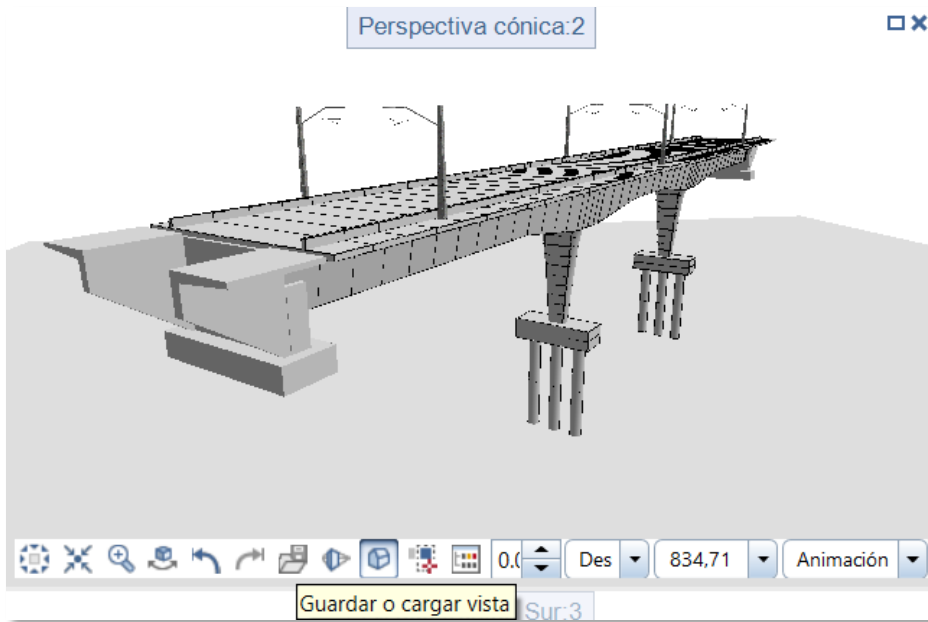 Perspectiva cónica:2
0.0
Des
834,71
Animación
Guardar o cargar vista
Sur:3